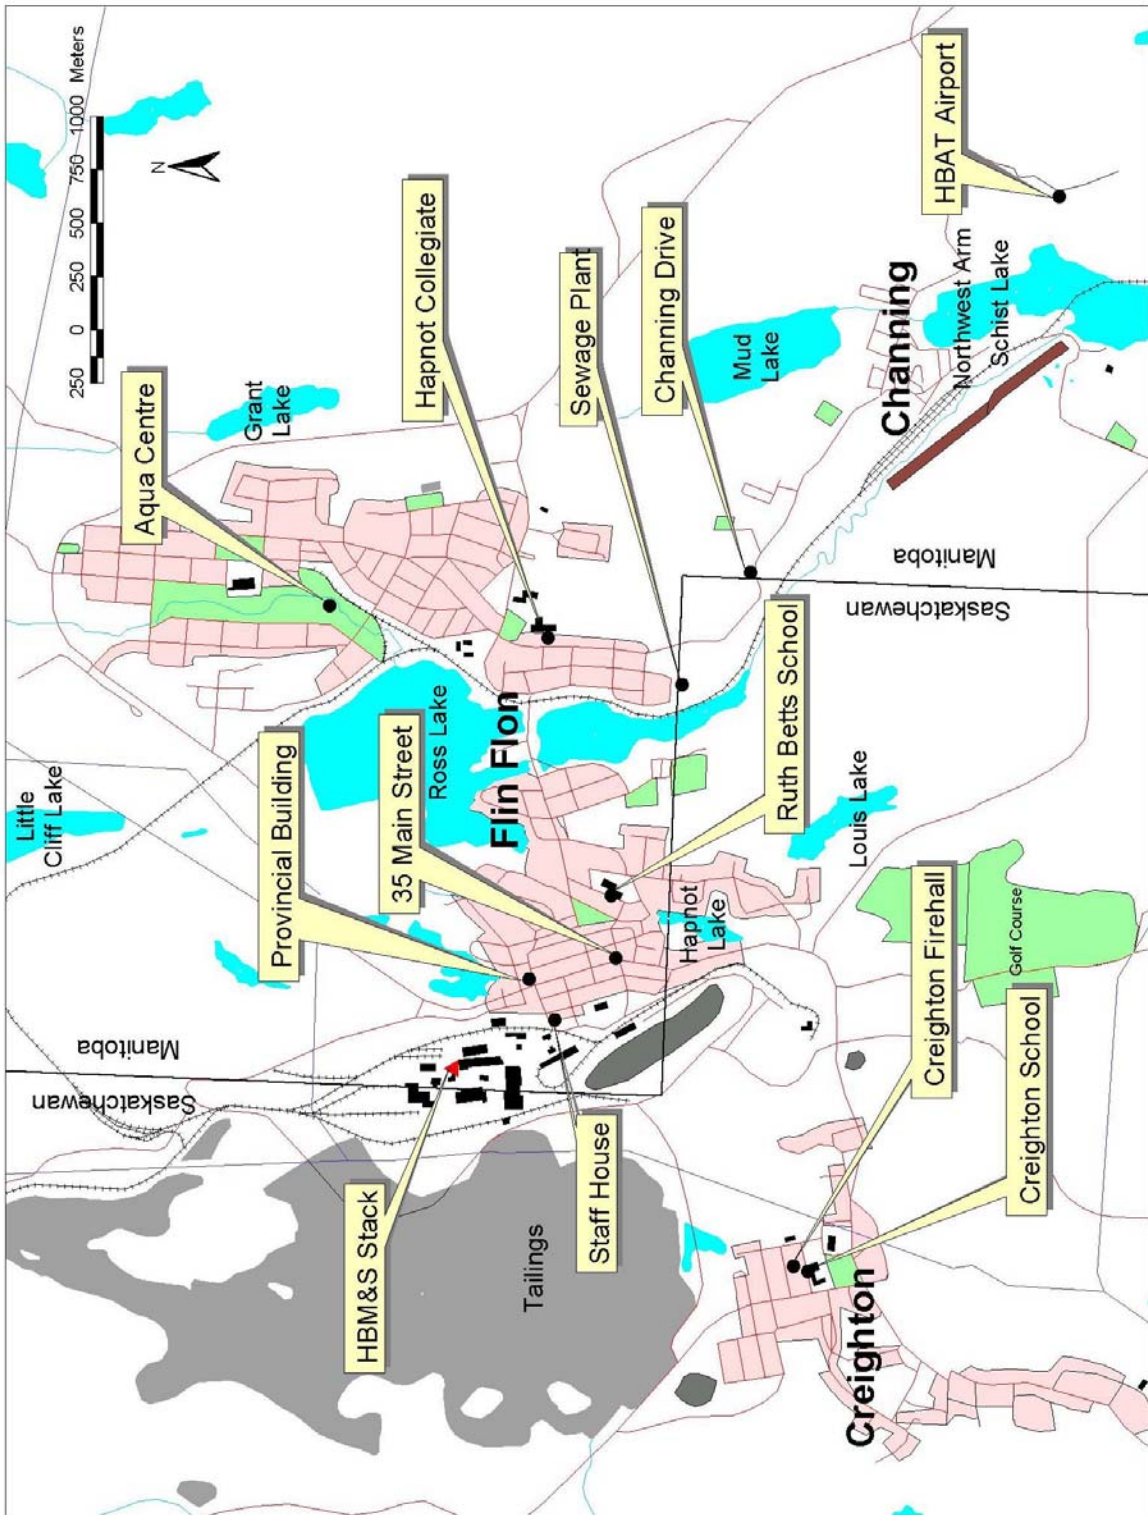 250 0 250 500 750 1000 Meters
N
Little
Cliff Lake
Aqua Centre
Grant
Lake
Manitoba
Saskatchewan
Provincial Building
HBM&S Stack
35 Main Street
Ross Lake
Hapnot Collegiate
Flin Flon
Tailings
Staff House
Sewage Plant
Channing Drive
Hapnot
Lake
Mud
Lake
Ruth Betts School
Manitoba
Saskatchewan
Louis Lake
Channing
HBAT Airport
Northwest Arm
Schist Lake
Creighton
Creighton Firehall
Golf Course
Creighton School